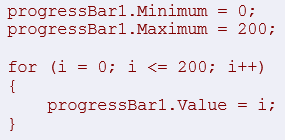 progressBar1.Minimum = 0;
progressBar1.Maximum = 200;
for (i = 0; i <= 200; i++)
{
    progressBar1.Value = i;
}